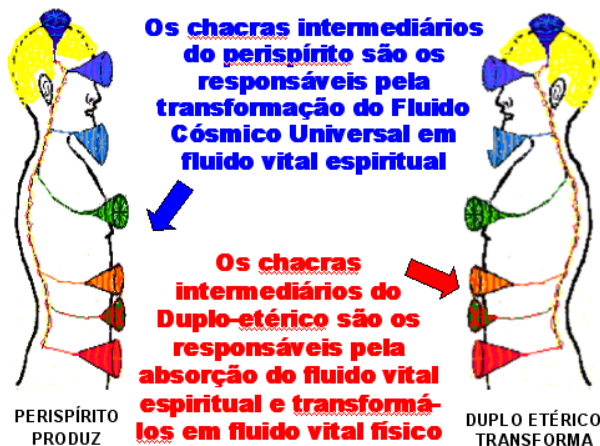 Os chacras intermediários
do perispírito são os
responsáveis pela
transformação do Fluido
Cósmico Universal em
fluido vital espiritual
Os chacras
intermediários do
Duplo-etérico são os
responsáveis pela
absorção do fluido vital
espiritual e transformá-
los em fluido vital físico
PERISPÍRITO
PRODUZ
DUPLO ETÉRICO
TRANSFORMA